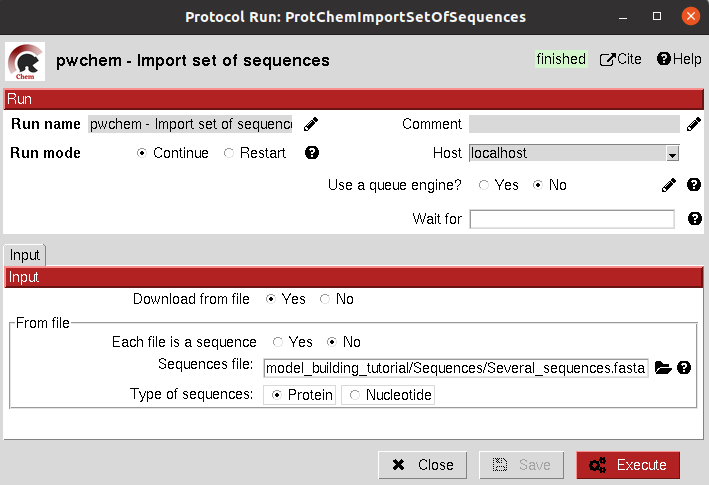 Protocol Run: ProtChemImportSetOfSequences
Chem
pwchem - Import set of sequences
finished
Cite
Help
Run
Run name pwchem - Import set of sequenc Comment
Run mode Continue Restart Host localhost
Use a queue engine? Yes No
Wait for
Input
Input
Download from file Yes No
From file
Each file is a sequence Yes No
Sequences file: model_building_tutorial/Sequences/Several_sequences.fasta
Type of sequences: Protein Nucleotide
Close Save Execute